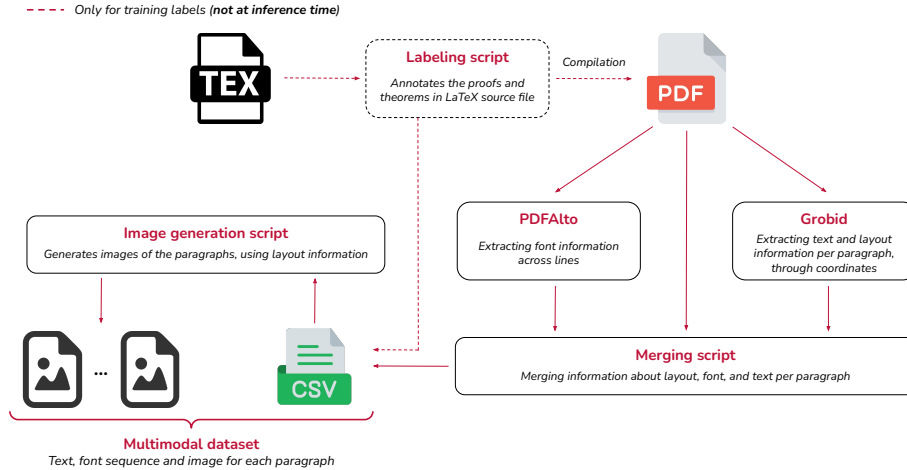 Only for training labels (not at inference time)
TEX
Labeling script
Annotates the proofs and
theorems in LaTeX source file
Compilation
PDF
Image generation script
Generates images of the paragraphs, using layout information
PDFAlto
Extracting font information
across lines
Grobid
Extracting text and layout
information per paragraph,
through coordinates
...
CSV
Merging script
Merging information about layout, font, and text per paragraph
Multimodal dataset
Text, font sequence and image for each paragraph